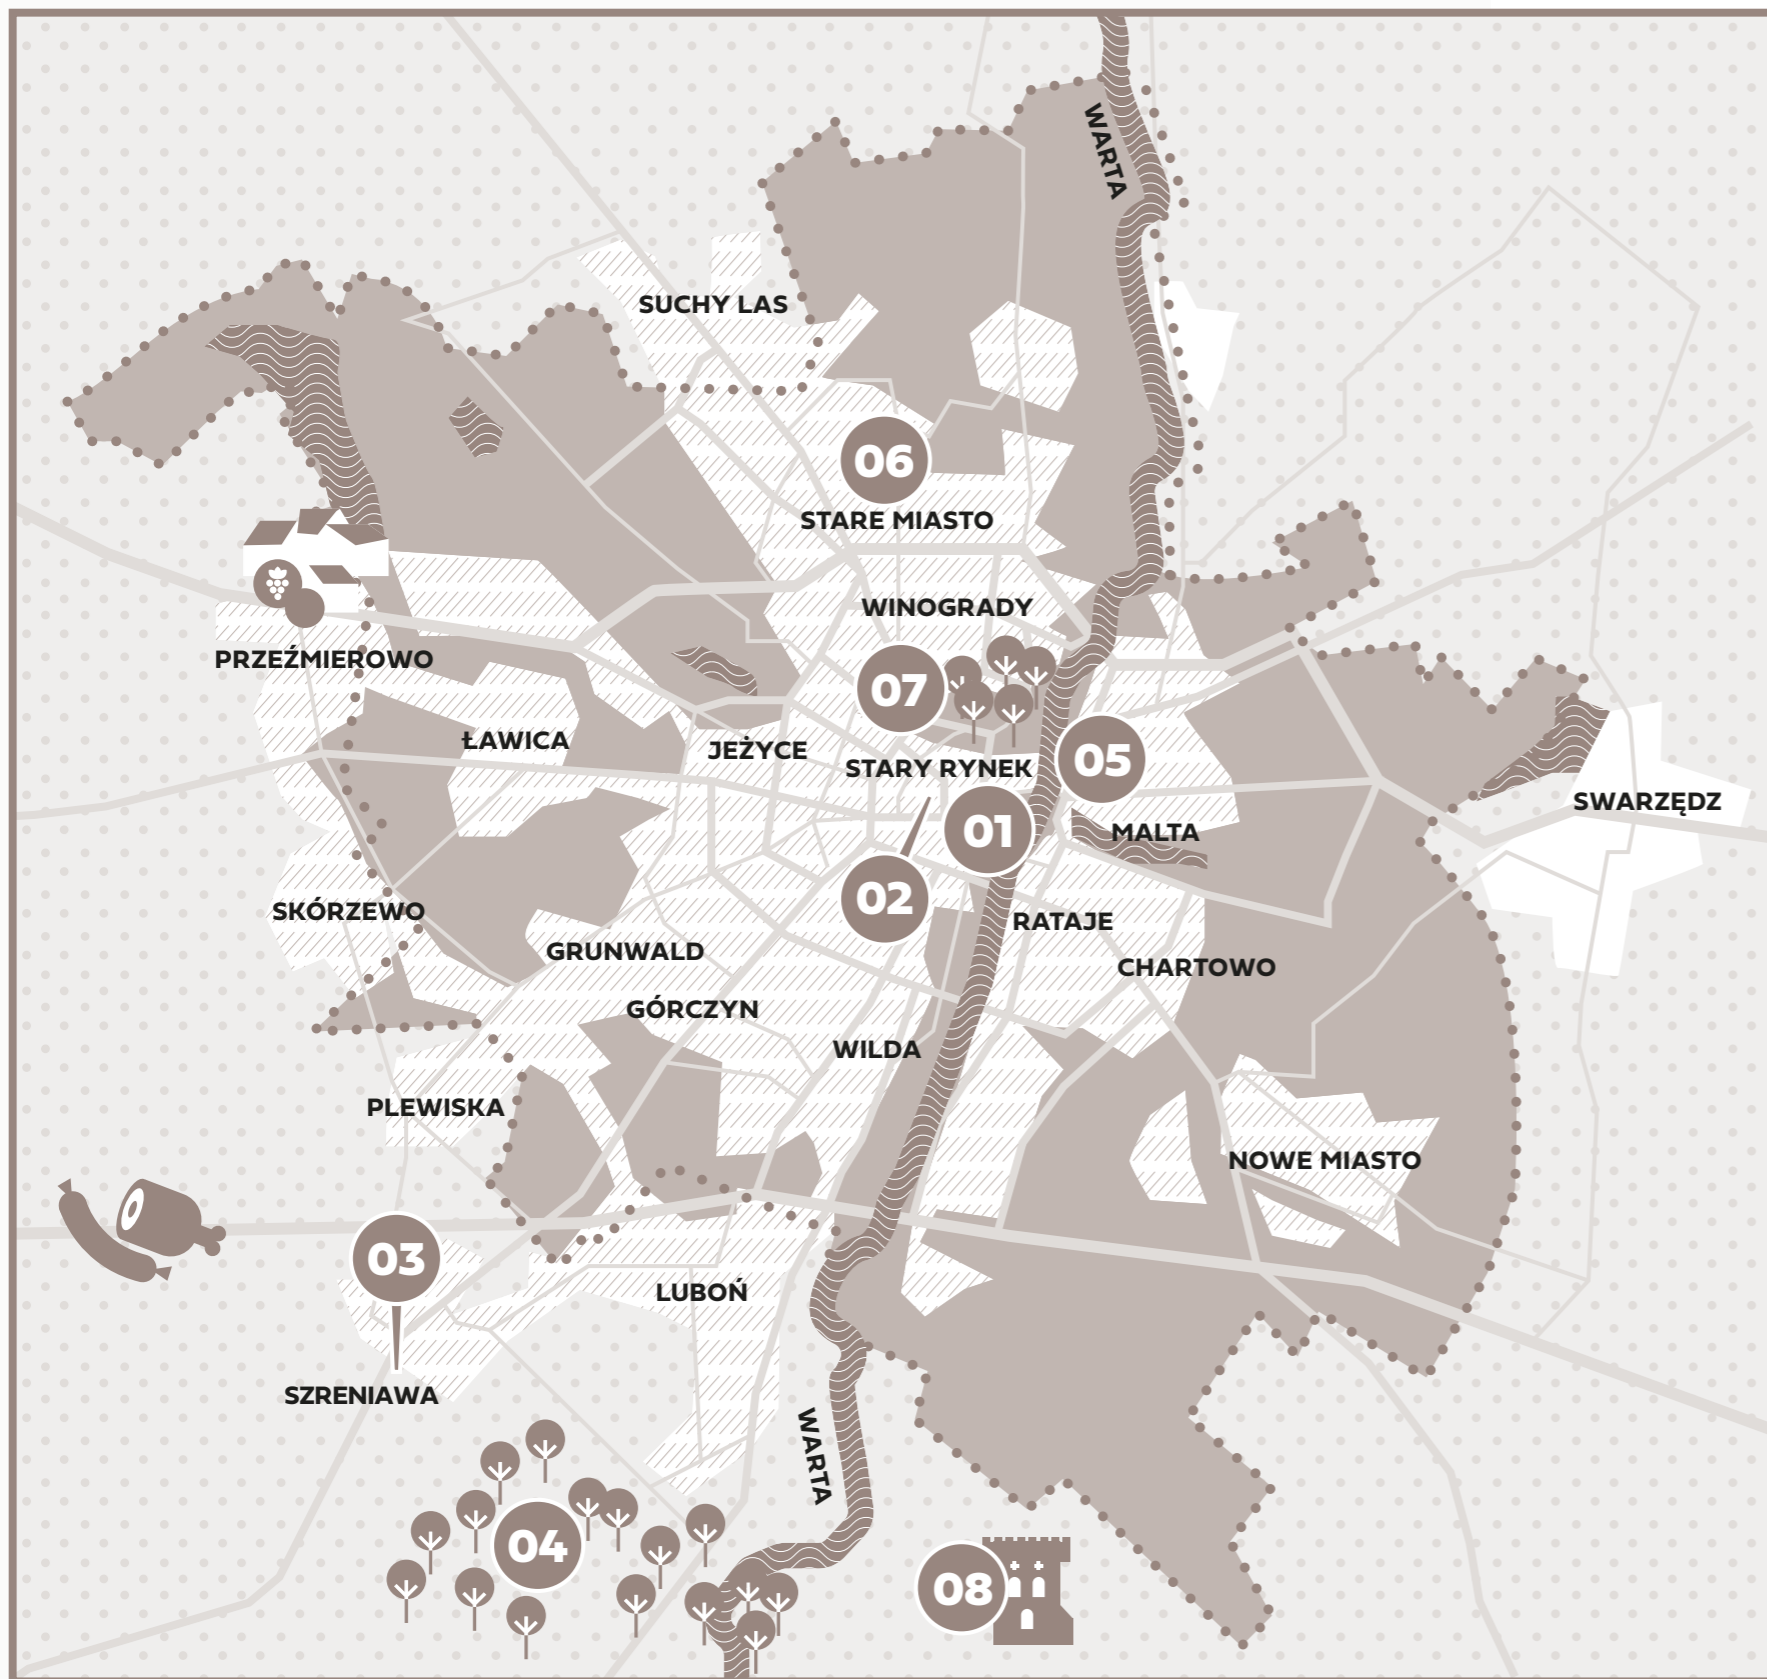 WARTA
SUCHY LAS
06
STARE MIASTO
WINOGRADY
PRZEŹMIEROWO
07
ŁAWICA
JEŻYCE
STARY RYNEK
05
SWARZĘDZ
01
MALTA
02
SKÓRZEWO
RATAJE
GRUNWALD
CHARTOWO
GÓRCZYN
WILDA
PLEWISKA
NOWE MIASTO
03
LUBOŃ
SZRENIAWA
WARTA
04
08